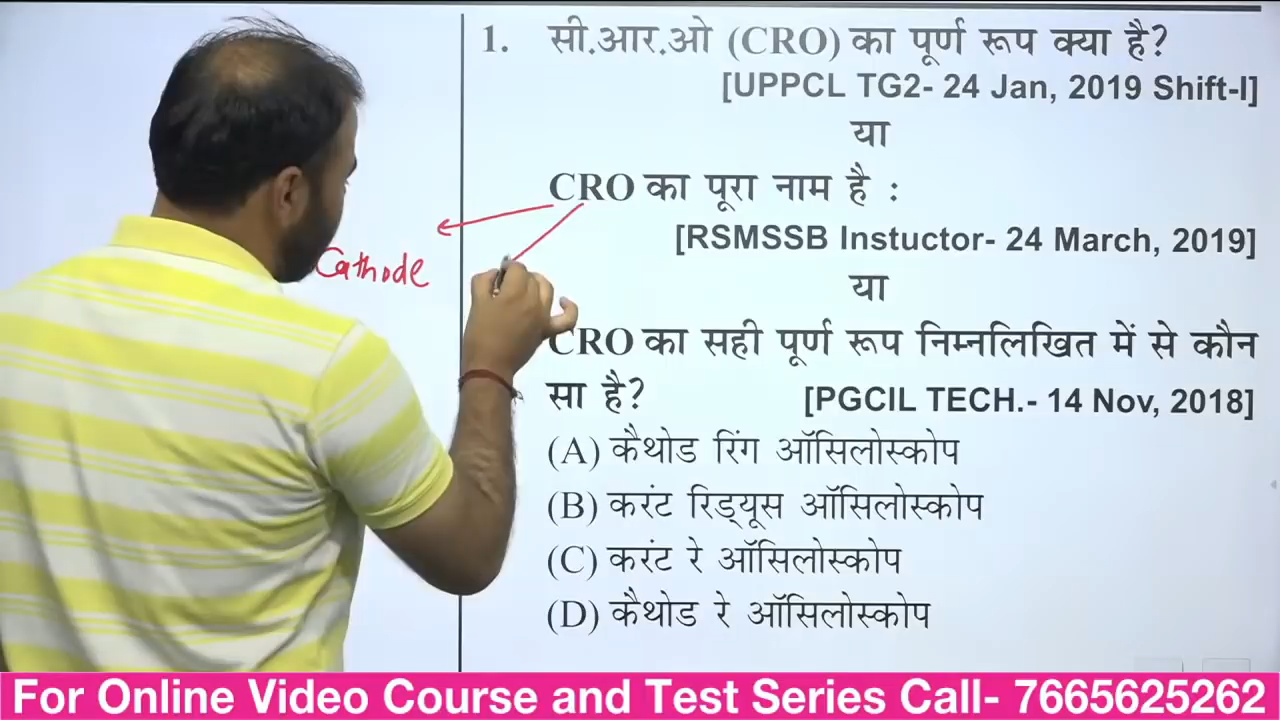 1. सी.आर.ओ (CRO) का पूर्ण रूप क्या है?
[UPPCL TG2- 24 Jan, 2019 Shift-I]
या
CRO का पूरा नाम है :
[RSMSSB Instuctor- 24 March, 2019]
Cathode
या
CRO का सही पूर्ण रूप निम्नलिखित में से कौन
सा है? [PGCIL TECH.- 14 Nov, 2018]
(A) कैथोड रिंग ऑसिलोस्कोप
(B) करंट रिड्यूस ऑसिलोस्कोप
(C) करंट रे ऑसिलोस्कोप
(D) कैथोड रे ऑसिलोस्कोप
For Online Video Course and Test Series Call- 7665625262